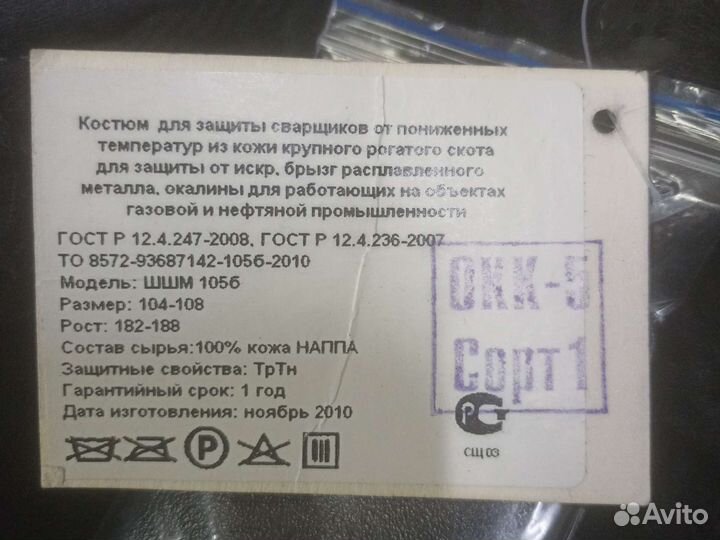 Костюм для защиты сварщиков от пониженных
температур из кожи крупного рогатого скота
для защиты от искр, брызг расплавленного
металла, окалины для работающих на объектах
газовой и нефтяной промышленности
ГОСТ Р 12.4.247-2008, ГОСТ Р 12.4.236-2007
ТО 8572-93687142-105б-2010
Модель: ШШМ 105б
Размер: 104-108
Рост: 182-188
Состав сырья:100% кожа НАППА
Защитные свойства: ТрТн
Гарантийный срок: 1 год
Дата изготовления: ноябрь 2010
Р
СЩ 03
Сорт 1
Avito